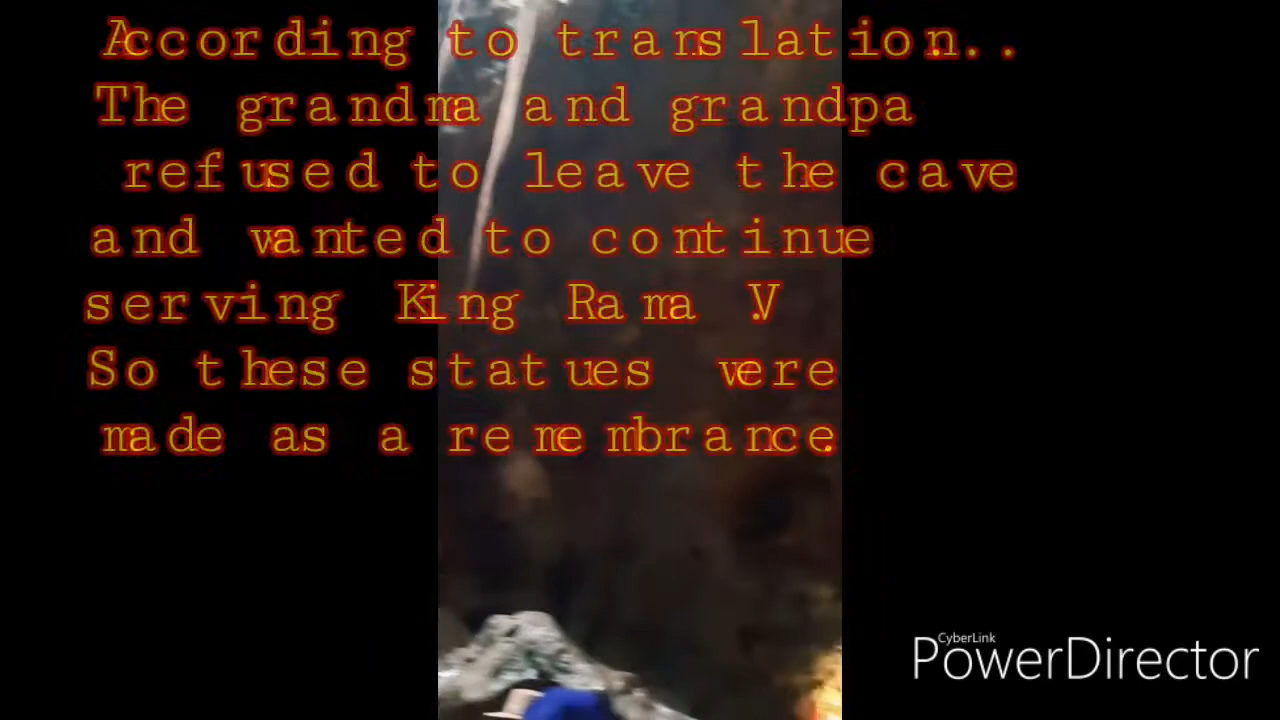 According to translation..
The grandma and grandpa
refused to leave the cave
and wanted to continue
serving King Rama V.
So these statues were
made as a remembrance.
CyberLink
PowerDirector